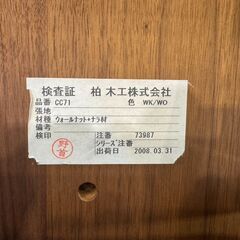 検査証 柏木工株式会社
品番 CC71 色 WK/WO
張地
材種 ウォールナット+ナラ材
備考
検印 注番 73987
シリーズ注番
出荷日 2008.03.31